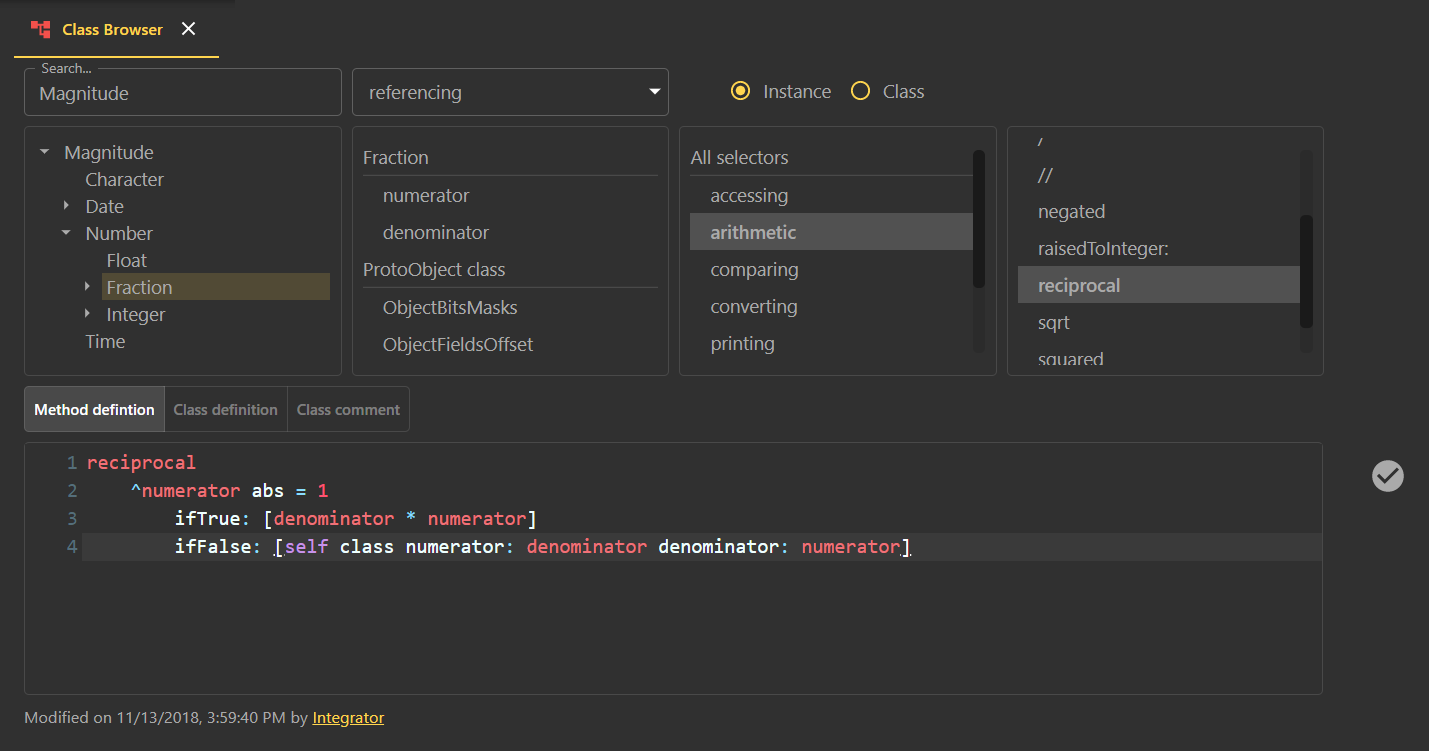 Class Browser
Search...
Magnitude
referencing
Instance
Class
Magnitude
Character
Date
Number
Float
Fraction
Integer
Time
Fraction
numerator
denominator
ProtoObject class
ObjectBitsMasks
ObjectFieldsOffset
All selectors
accessing
arithmetic
comparing
converting
printing
/
//
negated
raisedToInteger:
reciprocal
sqrt
squared
Method defintion
Class definition
Class comment
1 reciprocal
2 ^numerator abs = 1
3 ifTrue: [denominator * numerator]
4 ifFalse: [self class numerator: denominator denominator: numerator]
Modified on 11/13/2018, 3:59:40 PM by Integrator